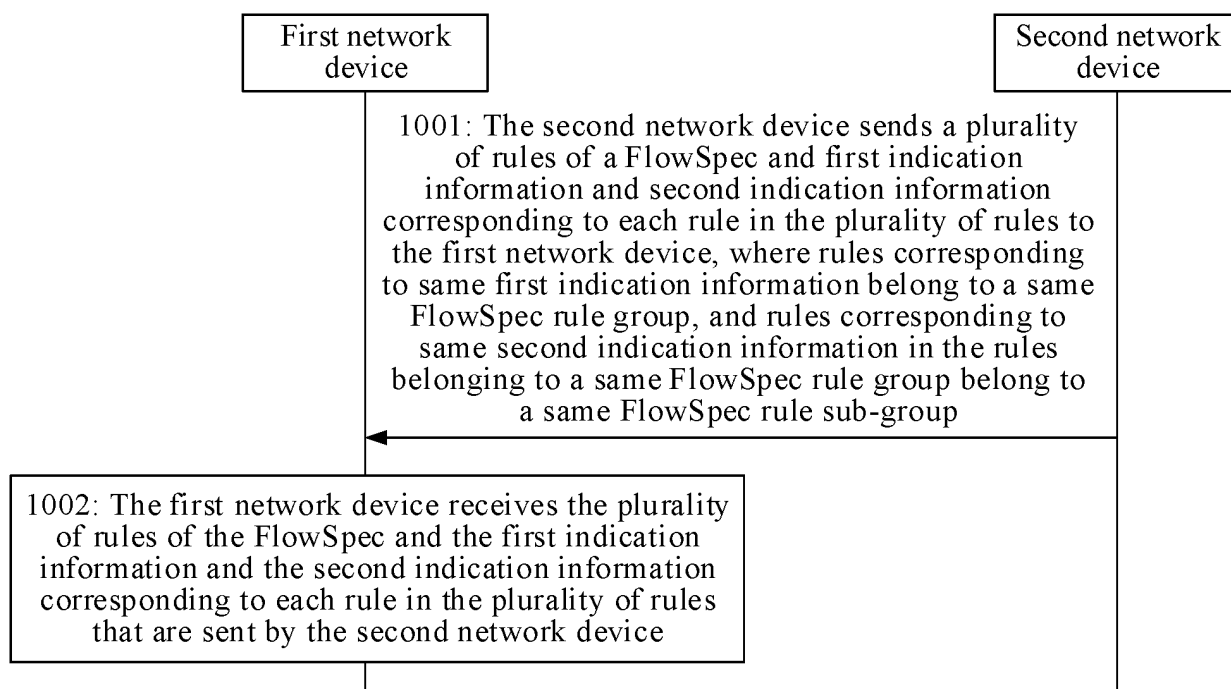 First network
device
Second network
device
1001: The second network device sends a plurality
of rules of a FlowSpec and first indication
information and second indication information
corresponding to each rule in the plurality of rules to
the first network device, where rules corresponding
to same first indication information belong to a same
FlowSpec rule group, and rules corresponding to
same second indication information in the rules
belonging to a same FlowSpec rule group belong to
a same FlowSpec rule sub-group
1002: The first network device receives the plurality
of rules of the FlowSpec and the first indication
information and the second indication information
corresponding to each rule in the plurality of rules
that are sent by the second network device